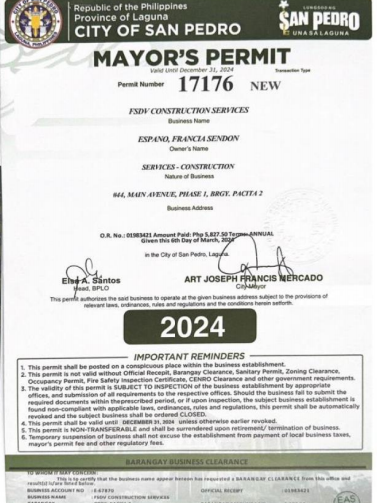 Republic of the Philippines
Province of Laguna
CITY OF SAN PEDRO
SAN PEDRO
UNA SA LAGUNA
MAYOR'S PERMIT
Valid Until December 31, 2024
Transaction Type
Permit Number 17176 NEW
FSDV CONSTRUCTION SERVICES
Business Name
ESPANO, FRANCIA SENDON
Owner's Name
SERVICES - CONSTRUCTION
Nature of Business
#44, MAIN AVENUE, PHASE 1, BRGY. PACITA 2
Business Address
O.R. No.: 01983421 Amount Paid: Php 5,827.50 Terms: ANNUAL
Given this 6th Day of March, 2024
in the City of San Pedro, Laguna.
Elsa A. Santos
Head, BPLO
ART JOSEPH FRANCIS MERCADO
City Mayor
This permit authorizes the said business to operate at the given business address subject to the provisions of
relevant laws, ordinances, rules and regulations and the conditions herein setforth.
2024
IMPORTANT REMINDERS
1. This permit shall be posted on a conspicuous place within the business establishment.
2. This permit is not valid without Official Receipt, Barangay Clearance, Sanitary Permit, Zoning Clearance,
Occupancy Permit, Fire Safety Inspection Certificate, CENRO Clearance and other government requirements.
3. The validity of this permit is SUBJECT TO INSPECTION of the business establishment by appropriate
offices, and submission of all requirements to the respective offices. Should the business fail to submit the
required documents within the prescribed period, or if upon inspection, the subject business establishment is
found non-compliant with applicable laws, ordinances, rules and regulations, this permit shall be automatically
revoked and the subject business shall be ordered CLOSED.
4. This permit shall be valid until DECEMBER 31, 2024 unless otherwise earlier revoked.
5. This permit is NON-TRANSFERABLE and shall be surrendered upon retirement/ termination of business.
6. Temporary suspension of business shall not excuse the establishment from payment of local business taxes,
mayor's permit fee and other regulatory fees.
BARANGAY BUSINESS CLEARANCE
TO WHOM IT MAY CONCERN:
This is to certify that the business name appear hereon has requested a BARANGAY CLEARANCE from this office and
result(s) is/are listed below.
BUSINESS ACCOUNT NO
OFFICIAL RECEIPT 01983421
BUSINESS NAME : FSDV CONSTRUCTION SERVICES